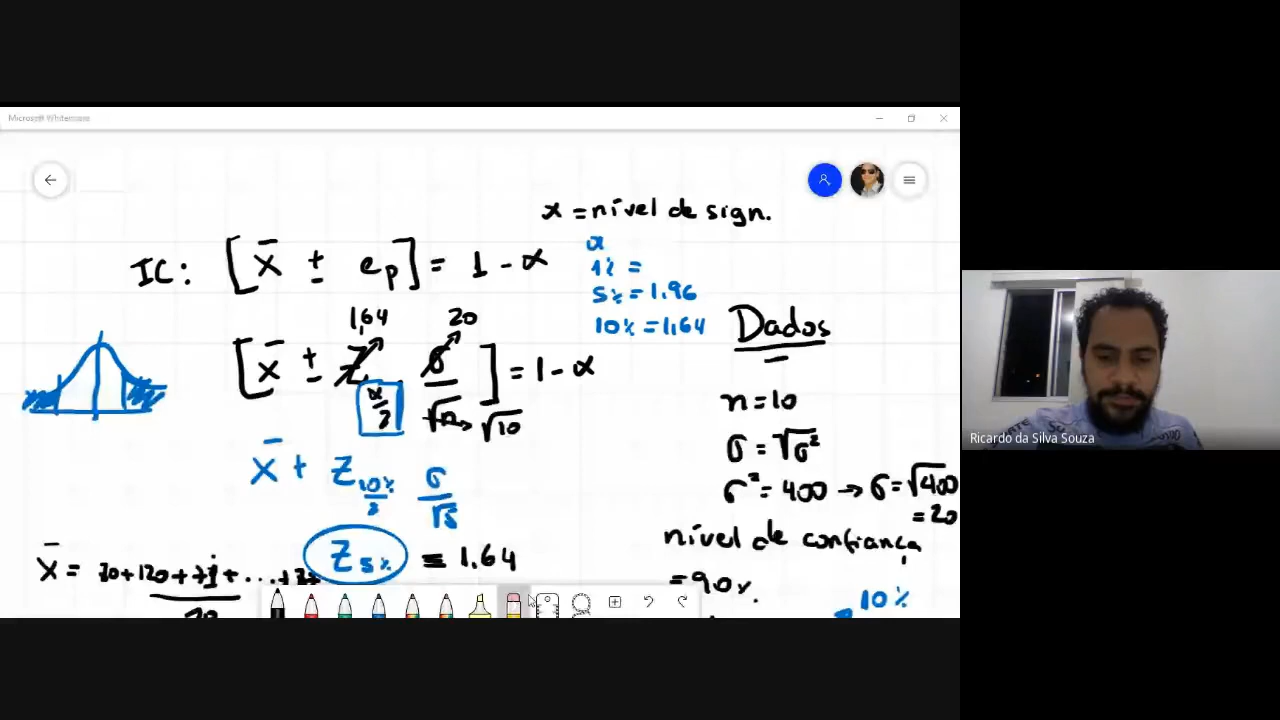 Microsoft Whiteboard
α = nível de sign.
IC: [x̄ ± ep] = 1 - α
α
1% =
5% = 1.96
10% = 1,64
1,64 20
[x̄ ± Z α/2 . σ/√n √10] = 1 - α
Dados
n = 10
σ = √σ²
σ² = 400 → σ = √400
= 20
x̄ + Z 10%/2 σ/√5
nível de confiança
= 90%.
Z 5% = 1.64
10%
Ricardo da Silva Souza